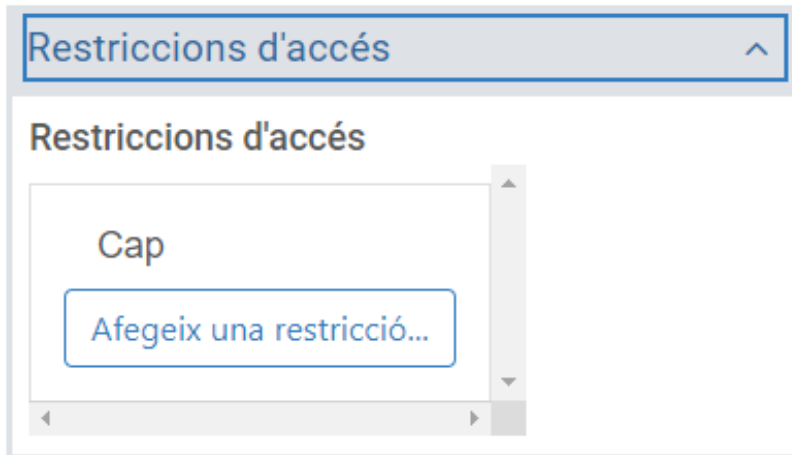 Restriccions d'accés
Restriccions d'accés
Cap
Afegeix una restricció...